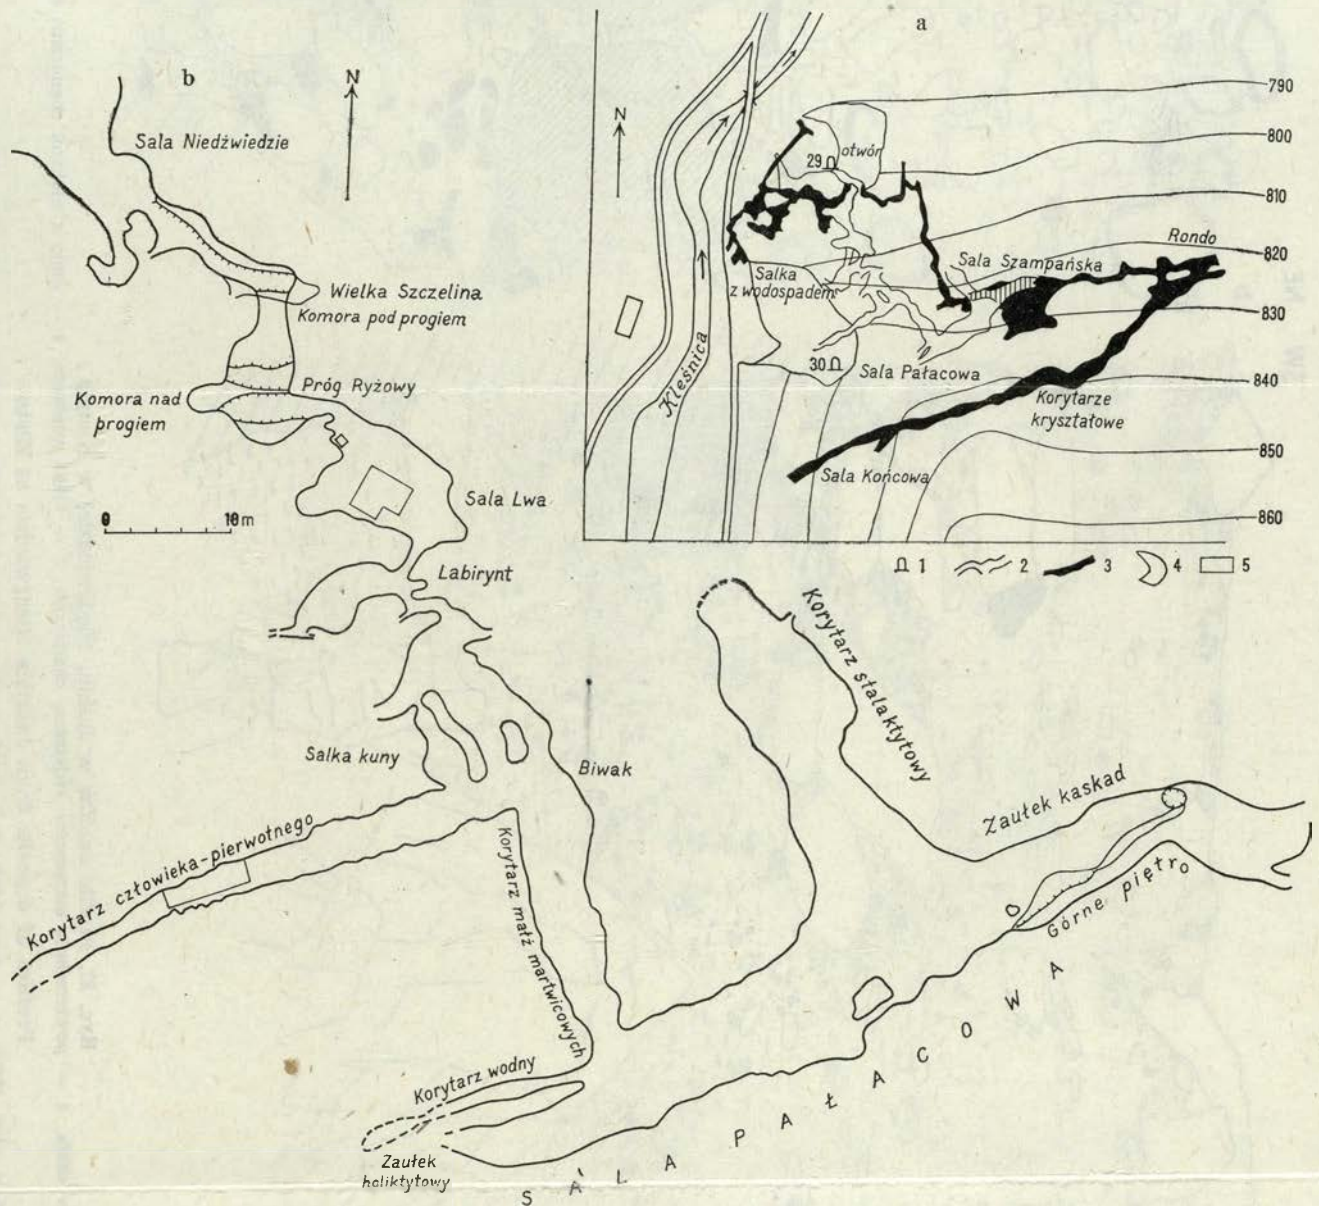 a
b
N
Sala Niedźwiedzie
Wielka Szczelina
Komora pod progiem
Próg Ryżowy
Komora nad
progiem
Sala Lwa
0 10m
Labirynt
Salka kuny
Biwak
Korytarz człowieka-pierwotnego
Korytarz małż martwicowych
Korytarz wodny
Zaułek
heliktytowy
Korytarz stalaktytowy
Zaułek kaskad
Górne piętro
SALA PAŁACOWA
N
Kleśnica
29
otwór
Salka
z wodospadem
30
Sala Pałacowa
Sala Szampańska
Rondo
Korytarze
kryształowe
Sala Końcowa
790
800
810
820
830
840
850
860
1 2 3 4 5